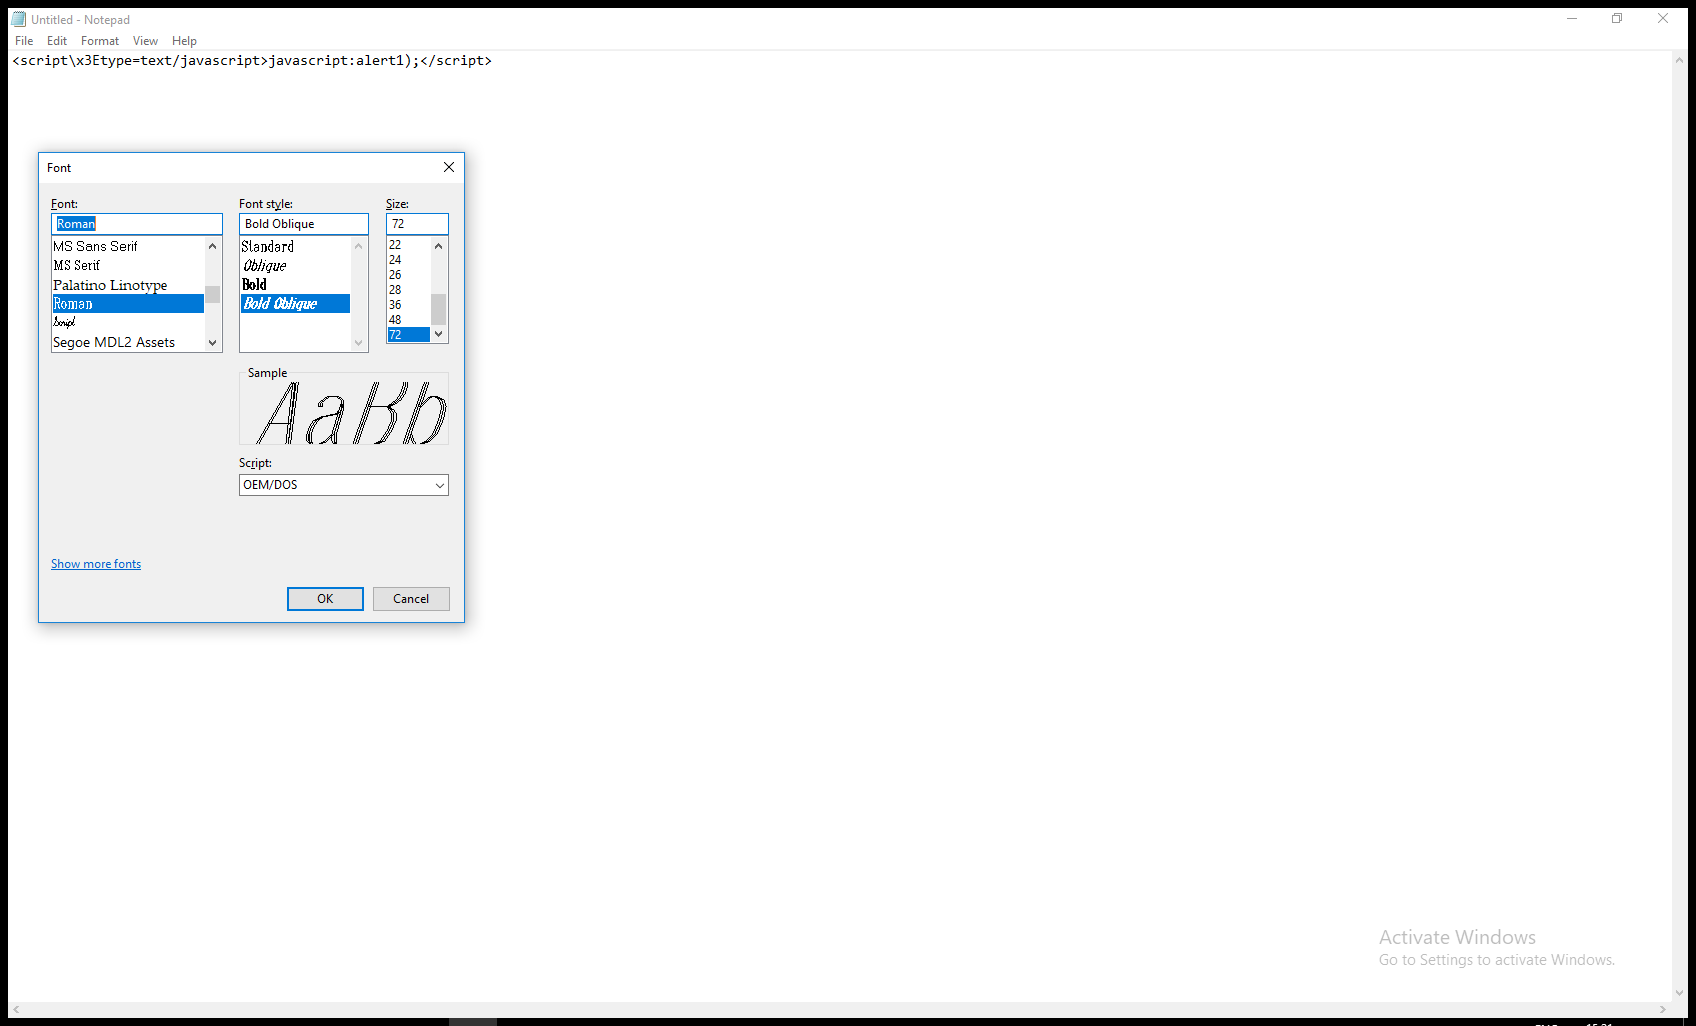 Untitled - Notepad
File Edit Format View Help
<script\x3Etype=text/javascript>javascript:alert1);</script>
Font
Font: Font style: Size:
Roman Bold Oblique 72
MS Sans Serif
MS Serif
Palatino Linotype
Roman
Script
Segoe MDL2 Assets
Standard
Oblique
Bold
Bold Oblique
22
24
26
28
36
48
72
Sample
AaBb
Script:
OEM/DOS
Show more fonts
OK Cancel
Activate Windows
Go to Settings to activate Windows.